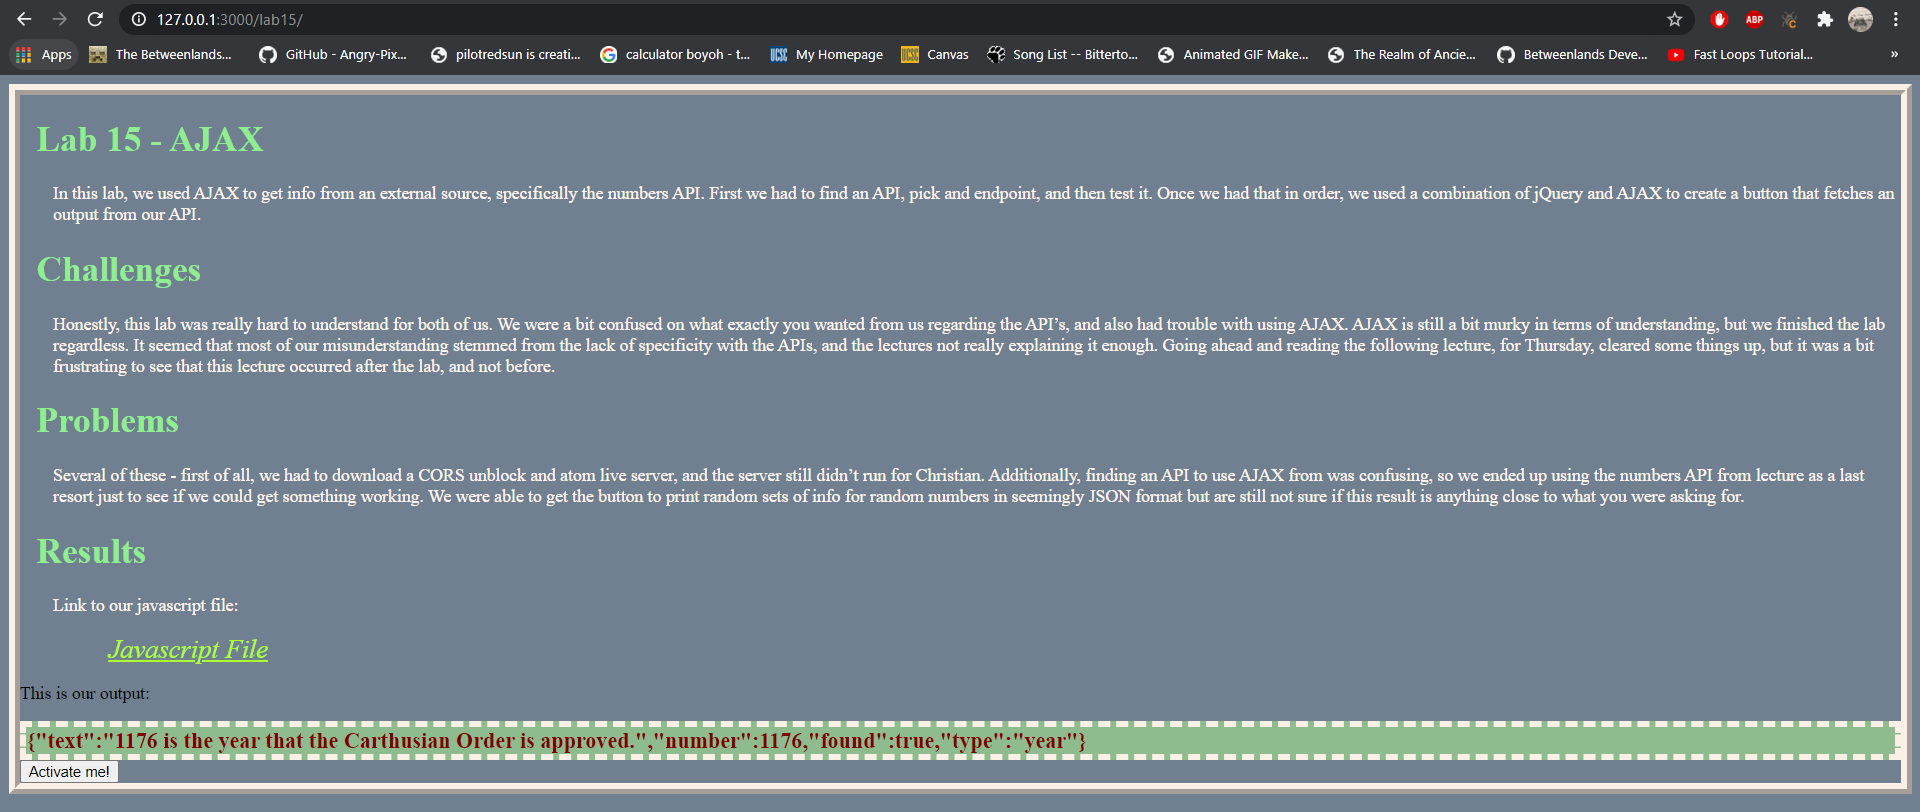 127.0.0.1:3000/lab15/
ABP
C
Apps
The Betweenlands...
GitHub - Angry-Pix...
pilotredsun is creati...
calculator boyoh - t...
UCSC
My Homepage
UCSC
Canvas
Song List -- Bitterto...
Animated GIF Make...
The Realm of Ancie...
Betweenlands Deve...
Fast Loops Tutorial...
»
Lab 15 - AJAX
In this lab, we used AJAX to get info from an external source, specifically the numbers API. First we had to find an API, pick and endpoint, and then test it. Once we had that in order, we used a combination of jQuery and AJAX to create a button that fetches an
output from our API.
Challenges
Honestly, this lab was really hard to understand for both of us. We were a bit confused on what exactly you wanted from us regarding the API’s, and also had trouble with using AJAX. AJAX is still a bit murky in terms of understanding, but we finished the lab
regardless. It seemed that most of our misunderstanding stemmed from the lack of specificity with the APIs, and the lectures not really explaining it enough. Going ahead and reading the following lecture, for Thursday, cleared some things up, but it was a bit
frustrating to see that this lecture occurred after the lab, and not before.
Problems
Several of these - first of all, we had to download a CORS unblock and atom live server, and the server still didn’t run for Christian. Additionally, finding an API to use AJAX from was confusing, so we ended up using the numbers API from lecture as a last
resort just to see if we could get something working. We were able to get the button to print random sets of info for random numbers in seemingly JSON format but are still not sure if this result is anything close to what you were asking for.
Results
Link to our javascript file:
Javascript File
This is our output:
{"text":"1176 is the year that the Carthusian Order is approved.","number":1176,"found":true,"type":"year"}
Activate me!